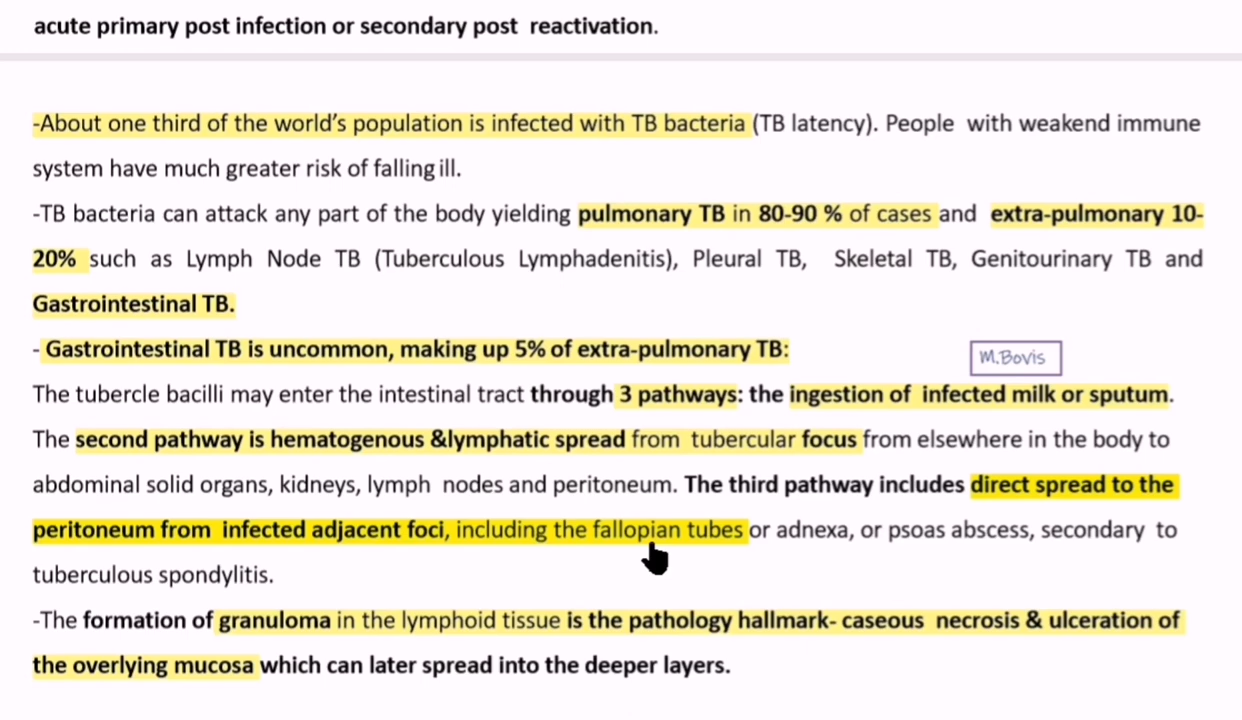 acute primary post infection or secondary post reactivation.
-About one third of the world's population is infected with TB bacteria (TB latency). People with weakend immune
system have much greater risk of falling ill.
-TB bacteria can attack any part of the body yielding pulmonary TB in 80-90 % of cases and extra-pulmonary 10-
20% such as Lymph Node TB (Tuberculous Lymphadenitis), Pleural TB, Skeletal TB, Genitourinary TB and
Gastrointestinal TB.
- Gastrointestinal TB is uncommon, making up 5% of extra-pulmonary TB:
M.Bovis
The tubercle bacilli may enter the intestinal tract through 3 pathways: the ingestion of infected milk or sputum.
The second pathway is hematogenous &lymphatic spread from tubercular focus from elsewhere in the body to
abdominal solid organs, kidneys, lymph nodes and peritoneum. The third pathway includes direct spread to the
peritoneum from infected adjacent foci, including the fallopian tubes or adnexa, or psoas abscess, secondary to
tuberculous spondylitis.
-The formation of granuloma in the lymphoid tissue is the pathology hallmark- caseous necrosis & ulceration of
the overlying mucosa which can later spread into the deeper layers.